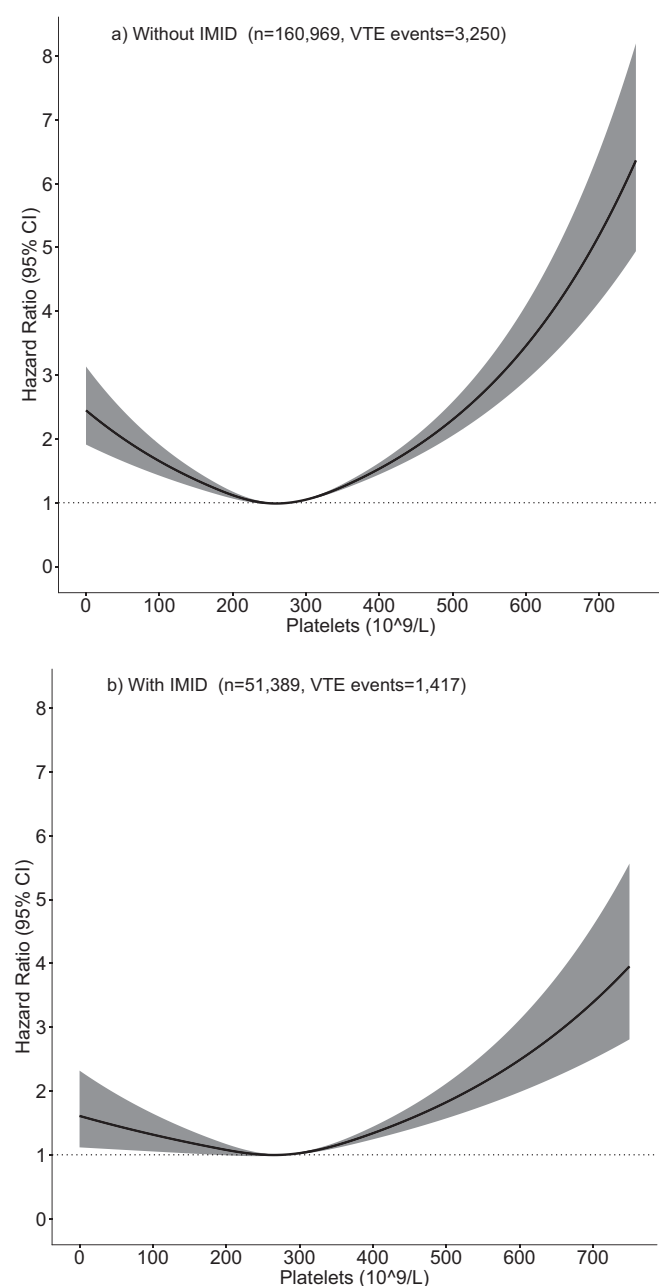 a) Without IMID (n=160,969, VTE events=3,250)
8
7
6
5
4
3
2
1
0
Hazard Ratio (95% CI)
0 100 200 300 400 500 600 700
Platelets (10^9/L)
b) With IMID (n=51,389, VTE events=1,417)
8
7
6
5
4
3
2
1
0
Hazard Ratio (95% CI)
0 100 200 300 400 500 600 700
Platelets (10^9/L)